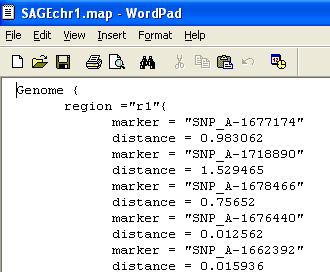 SAGEchr1.map - WordPad
File Edit View Insert Format Help
Genome {
region ="r1"{
marker = "SNP_A-1677174"
distance = 0.983062
marker = "SNP_A-1718890"
distance = 1.529465
marker = "SNP_A-1678466"
distance = 0.75652
marker = "SNP_A-1676440"
distance = 0.012562
marker = "SNP_A-1662392"
distance = 0.015936